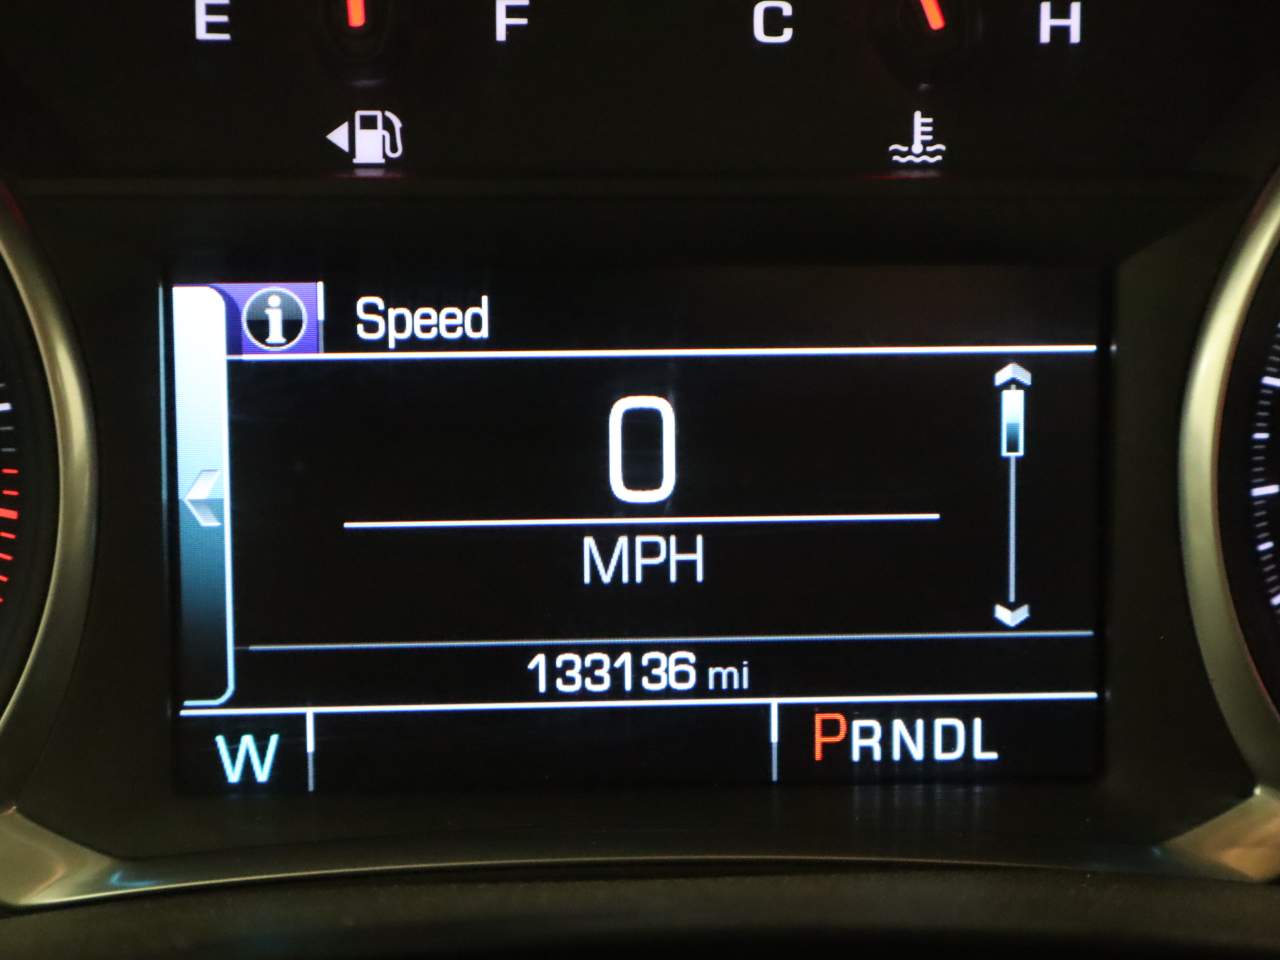 E F C H
i Speed
0
MPH
133136 mi
W PRNDL